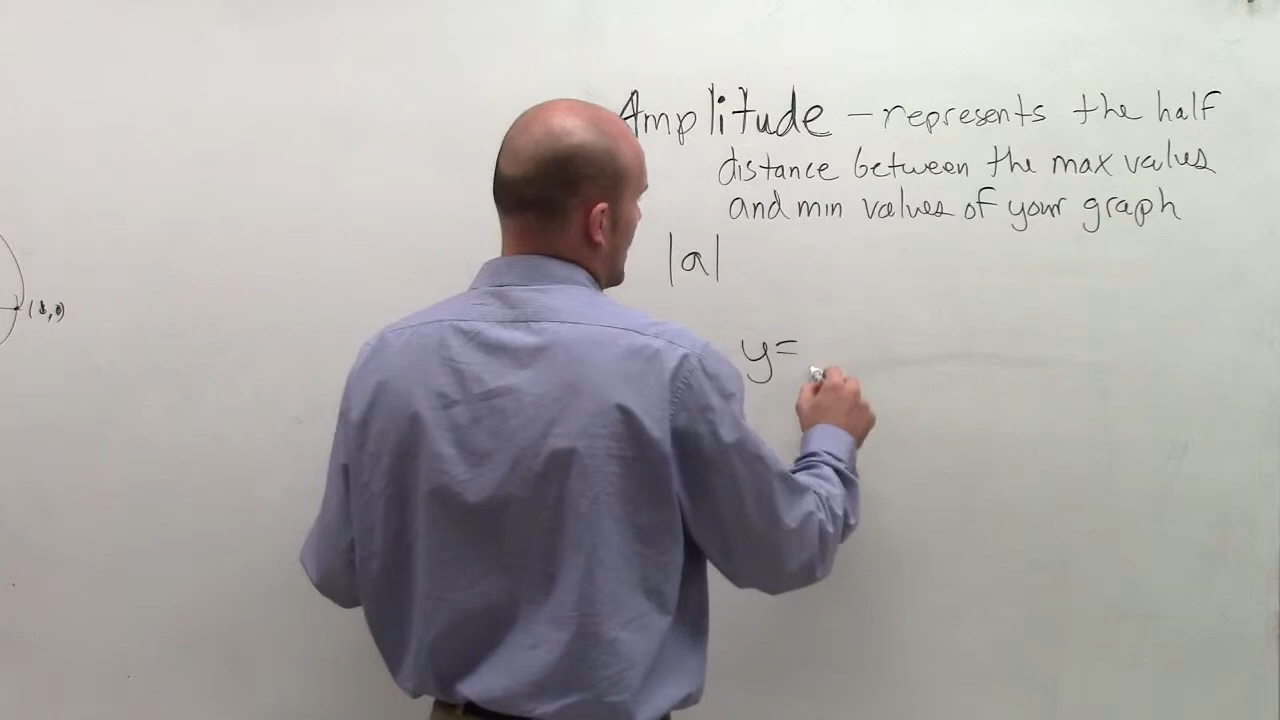 Amplitude – represents the half
distance between the max values
and min values of your graph
|a|
y=